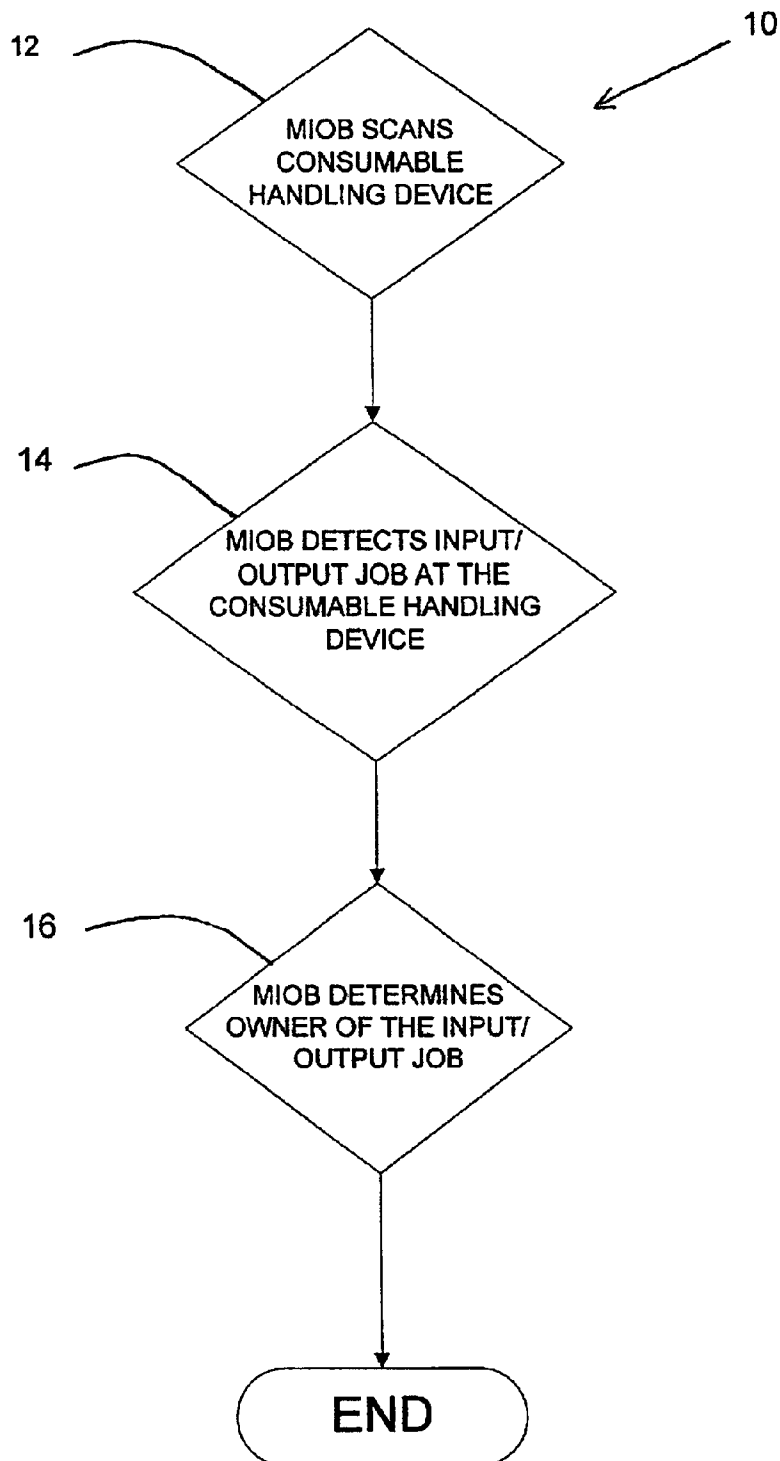 10
12
MIOB SCANS
CONSUMABLE
HANDLING DEVICE
14
MIOB DETECTS INPUT/
OUTPUT JOB AT THE
CONSUMABLE HANDLING
DEVICE
16
MIOB DETERMINES
OWNER OF THE INPUT/
OUTPUT JOB
END